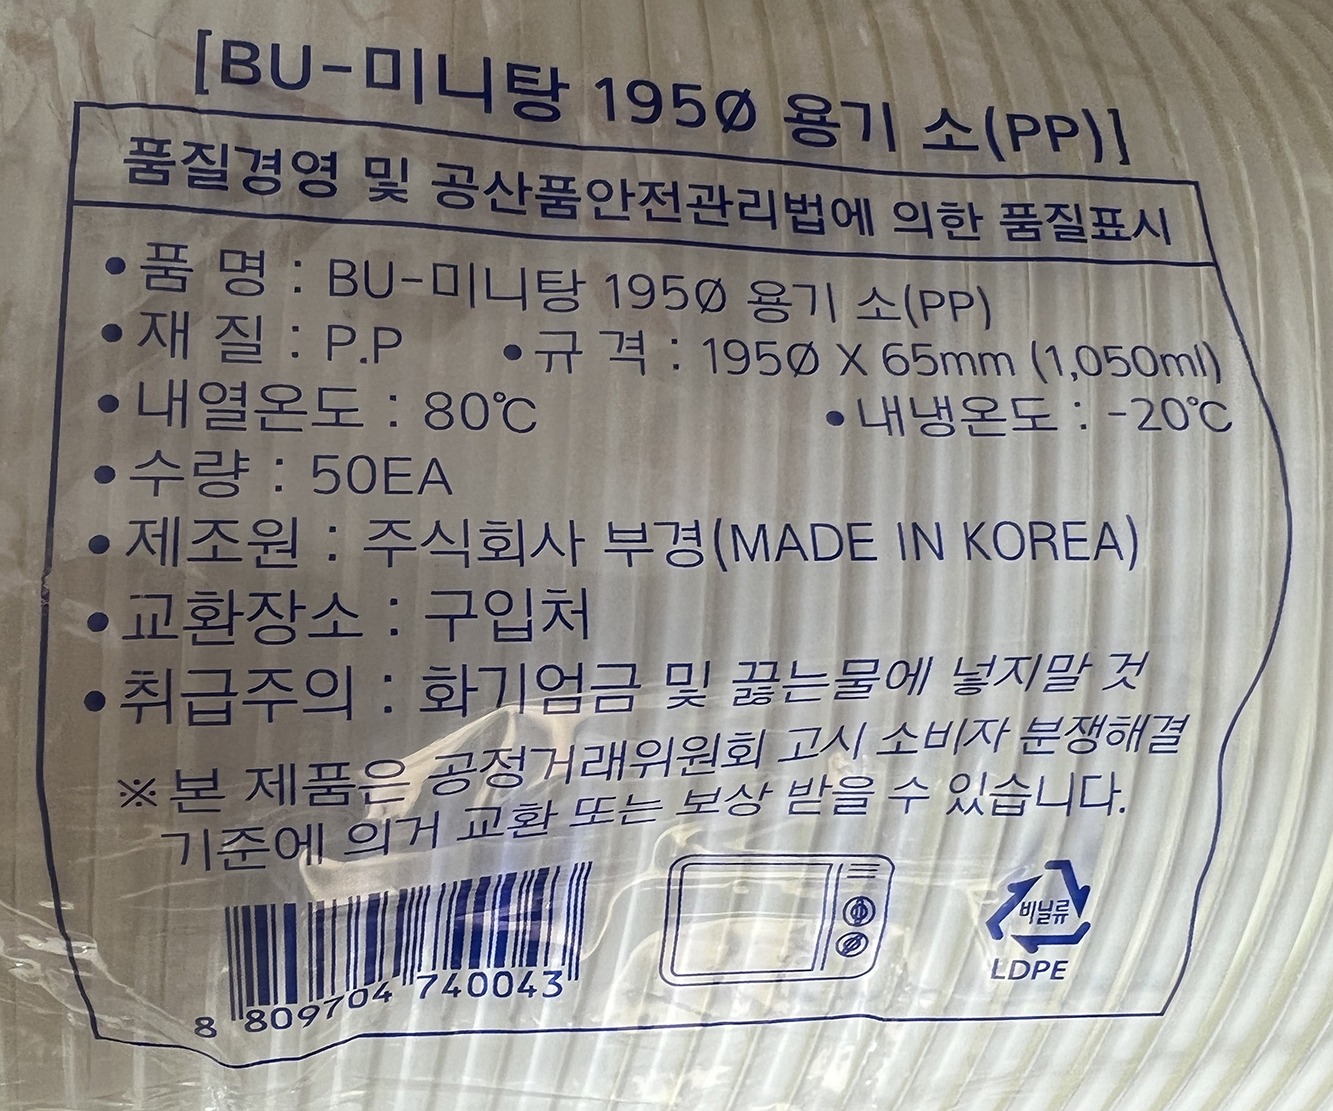 [BU-미니탕 195Ø 용기 소(PP)]
품질경영 및 공산품안전관리법에 의한 품질표시
•품 명 : BU-미니탕 195Ø 용기 소(PP)
•재 질 : P.P •규 격 : 195Ø X 65mm (1,050ml)
•내열온도 : 80℃ •내냉온도 : -20℃
•수량 : 50EA
•제조원 : 주식회사 부경(MADE IN KOREA)
•교환장소 : 구입처
•취급주의 : 화기엄금 및 끓는물에 넣지말 것
※본 제품은 공정거래위원회 고시 소비자 분쟁해결
기준에 의거 교환 또는 보상 받을 수 있습니다.
비닐류
LDPE
8 809704 740043